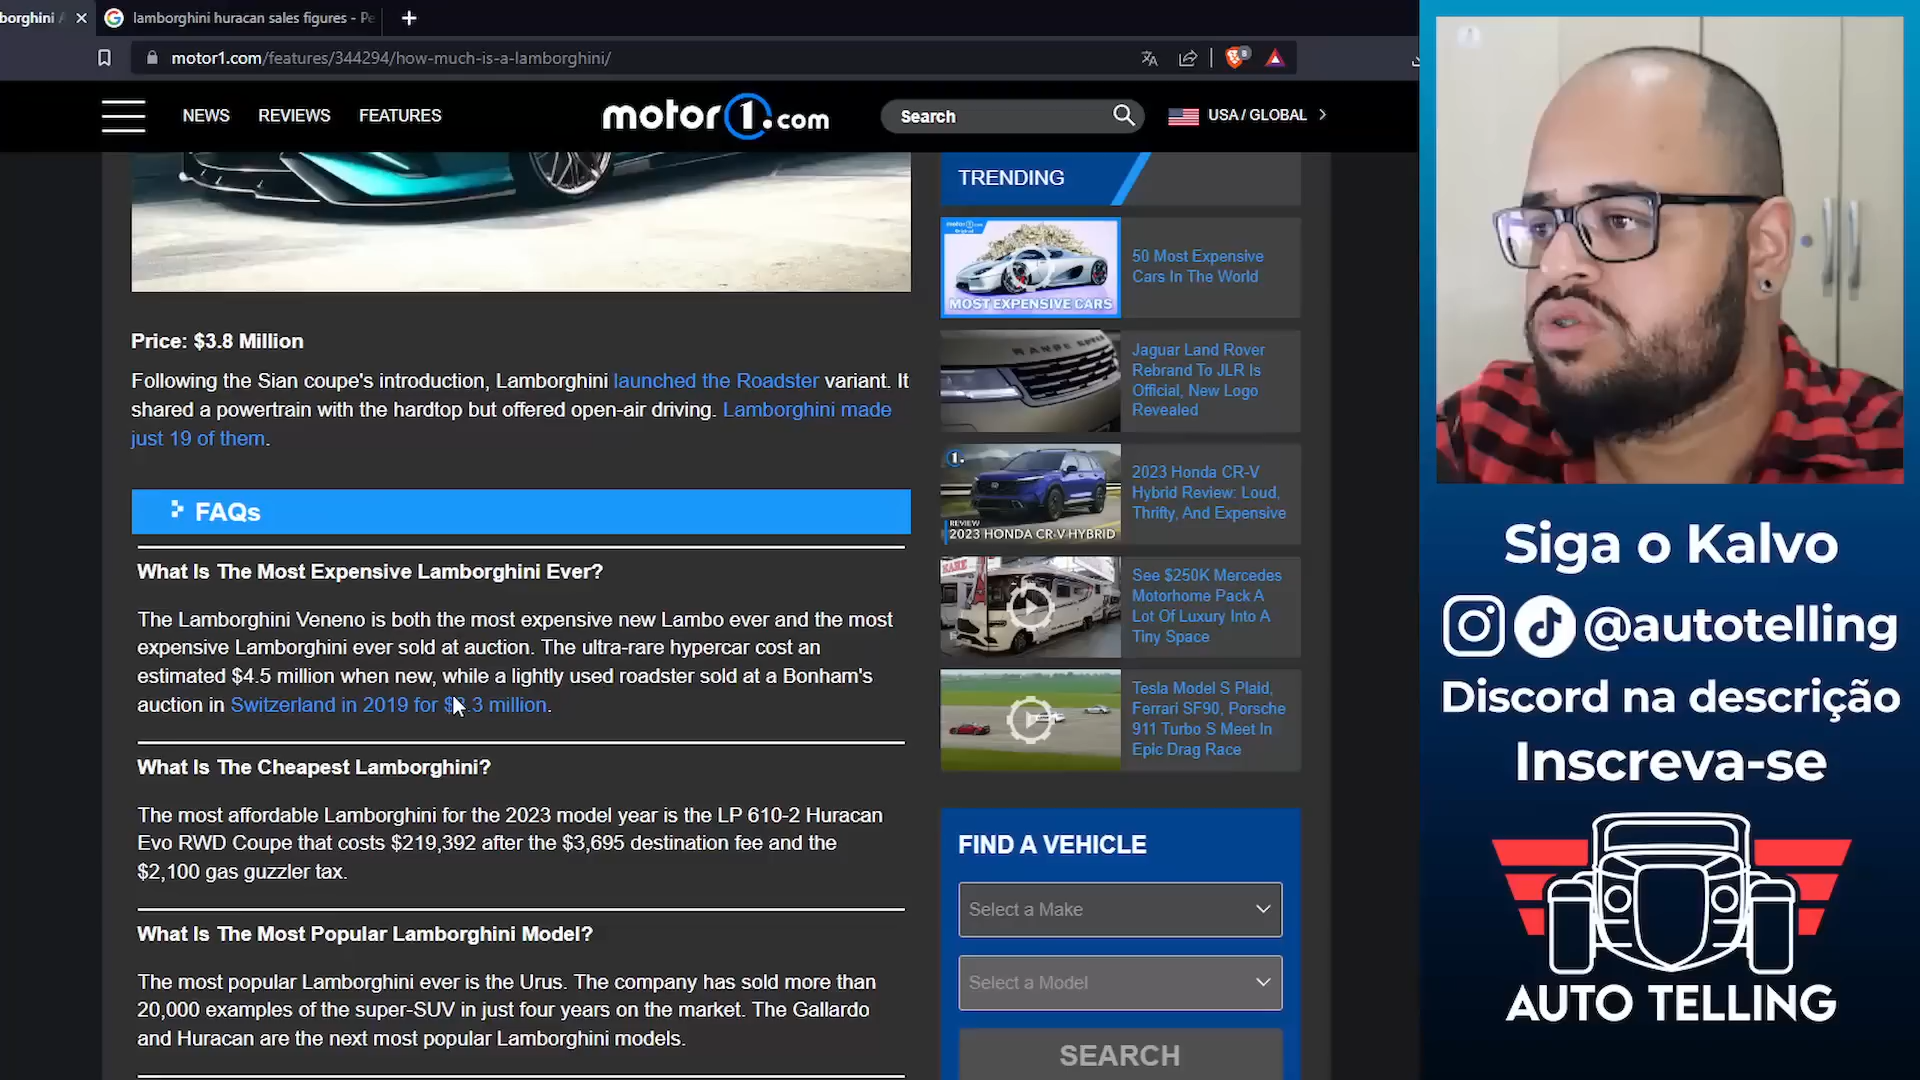 borghini
lamborghini huracan sales figures - Pe
motor1.com/features/344294/how-much-is-a-lamborghini/
NEWS REVIEWS FEATURES
motor1.com
Search
USA / GLOBAL
Price: $3.8 Million
Following the Sian coupe's introduction, Lamborghini launched the Roadster variant. It
shared a powertrain with the hardtop but offered open-air driving. Lamborghini made
just 19 of them.
FAQs
What Is The Most Expensive Lamborghini Ever?
The Lamborghini Veneno is both the most expensive new Lambo ever and the most
expensive Lamborghini ever sold at auction. The ultra-rare hypercar cost an
estimated $4.5 million when new, while a lightly used roadster sold at a Bonham's
auction in Switzerland in 2019 for million.
What Is The Cheapest Lamborghini?
The most affordable Lamborghini for the 2023 model year is the LP 610-2 Huracan
Evo RWD Coupe that costs $219,392 after the $3,695 destination fee and the
$2,100 gas guzzler tax.
What Is The Most Popular Lamborghini Model?
The most popular Lamborghini ever is the Urus. The company has sold more than
20,000 examples of the super-SUV in just four years on the market. The Gallardo
and Huracan are the next most popular Lamborghini models.
TRENDING
MOST EXPENSIVE CARS
50 Most Expensive
Cars In The World
RANGE ROVER
Jaguar Land Rover
Rebrand To JLR Is
Official, New Logo
Revealed
1.
REVIEW
2023 HONDA CR-V HYBRID
2023 Honda CR-V
Hybrid Review: Loud,
Thrifty, And Expensive
See $250K Mercedes
Motorhome Pack A
Lot Of Luxury Into A
Tiny Space
Tesla Model S Plaid,
Ferrari SF90, Porsche
911 Turbo S Meet In
Epic Drag Race
FIND A VEHICLE
Select a Make
Select a Model
SEARCH
Siga o Kalvo
@autotelling
Discord na descrição
Inscreva-se
AUTO TELLING